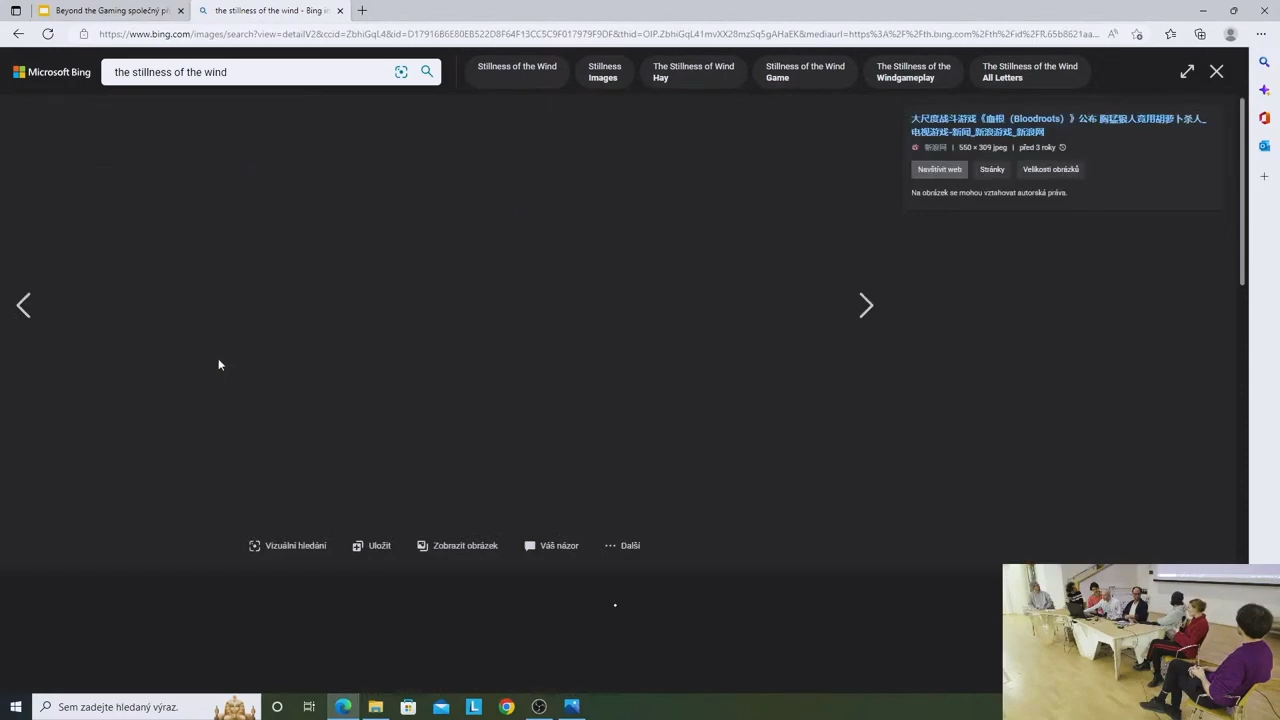 Beyond the Gaming společný př
the stillness of the wind - Bing i
https://www.bing.com/images/search?view=detailV2&ccid=ZbhiGqL4&id=D17916B6E80EB522D8F64F13CC5C9F017979F9DF&thid=OIP.ZbhiGqL41mvXX28mzSq5gAHaEK&mediaurl=https%3A%2F%2Fth.bing.com%2Fth%2Fid%2FR.65b8621aa...
Microsoft Bing
the stillness of the wind
Stillness of the Wind
Stillness
Images
The Stillness of the Wind
Hay
Stillness of the Wind
Game
The Stillness of the
Windgameplay
The Stillness of the Wind
All Letters
大尺度战斗游戏《血根（Bloodroots）》公布 胸猛狼人竟用胡萝卜杀人_
电视游戏-新闻_新浪游戏_新浪网
新浪网 | 550 × 309 jpeg | před 3 roky
Navštívit web
Stránky
Velikosti obrázků
Na obrázek se mohou vztahovat autorská práva.
Vizuální hledání
Uložit
Zobrazit obrázek
Váš názor
Další
Sem zadejte hledaný výraz.